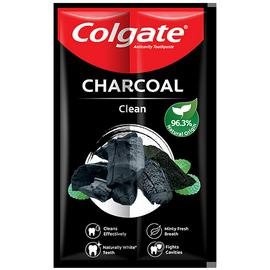 Colgate®
Anticavity Toothpaste
CHARCOAL
Clean
96.3%
Natural Origin
Cleans
Effectively
Minty Fresh
Breath
Naturally White*
Teeth
Fights
Cavities